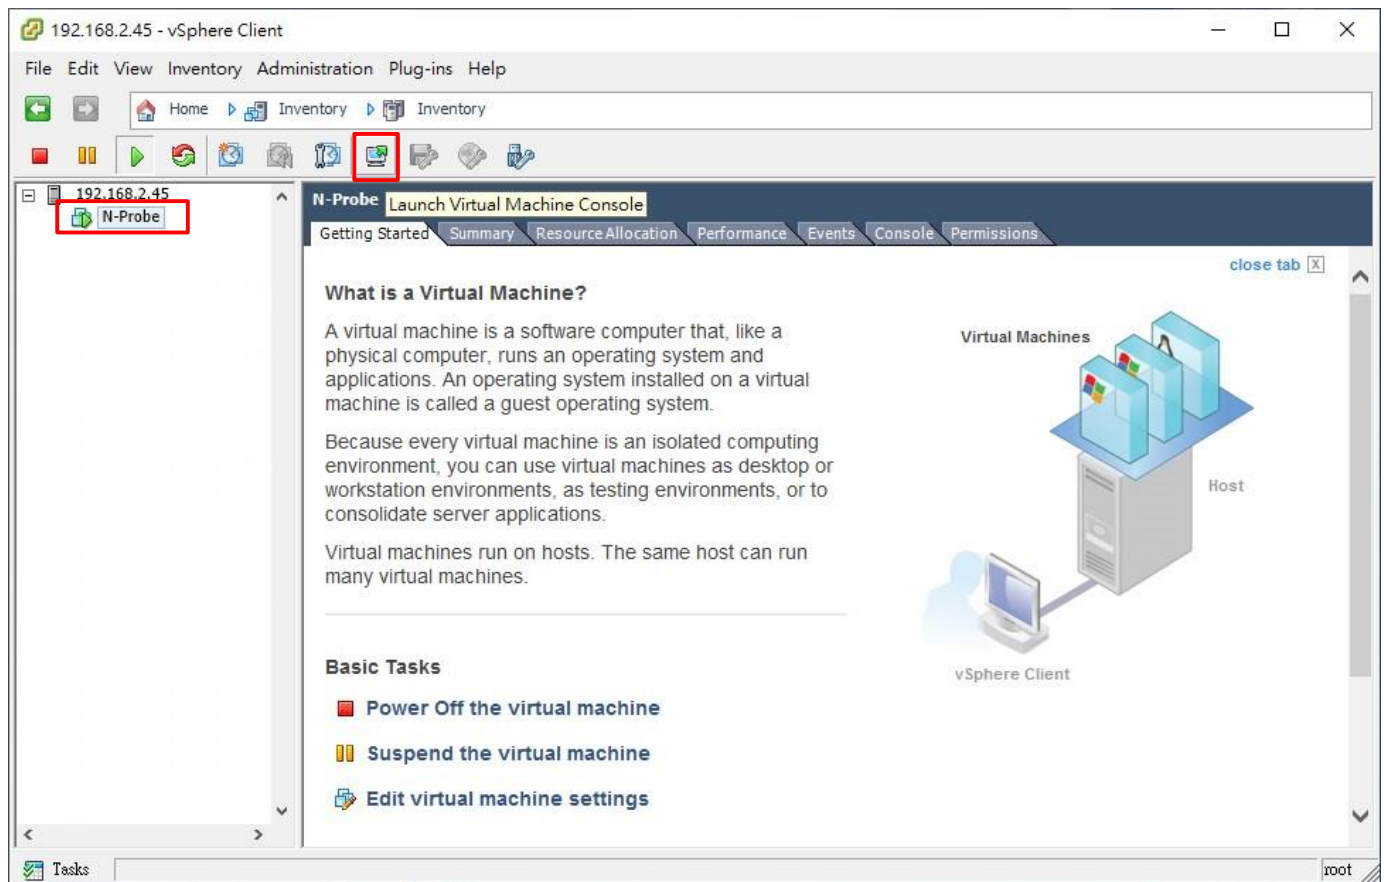 192.168.2.45 - vSphere Client
File Edit View Inventory Administration Plug-ins Help
Home Inventory Inventory
192.168.2.45
N-Probe
N-Probe
Launch Virtual Machine Console
Getting Started Summary Resource Allocation Performance Events Console Permissions
close tab X
What is a Virtual Machine?
A virtual machine is a software computer that, like a
physical computer, runs an operating system and
applications. An operating system installed on a virtual
machine is called a guest operating system.
Because every virtual machine is an isolated computing
environment, you can use virtual machines as desktop or
workstation environments, as testing environments, or to
consolidate server applications.
Virtual machines run on hosts. The same host can run
many virtual machines.
Virtual Machines
Host
vSphere Client
Basic Tasks
Power Off the virtual machine
Suspend the virtual machine
Edit virtual machine settings
Tasks
root